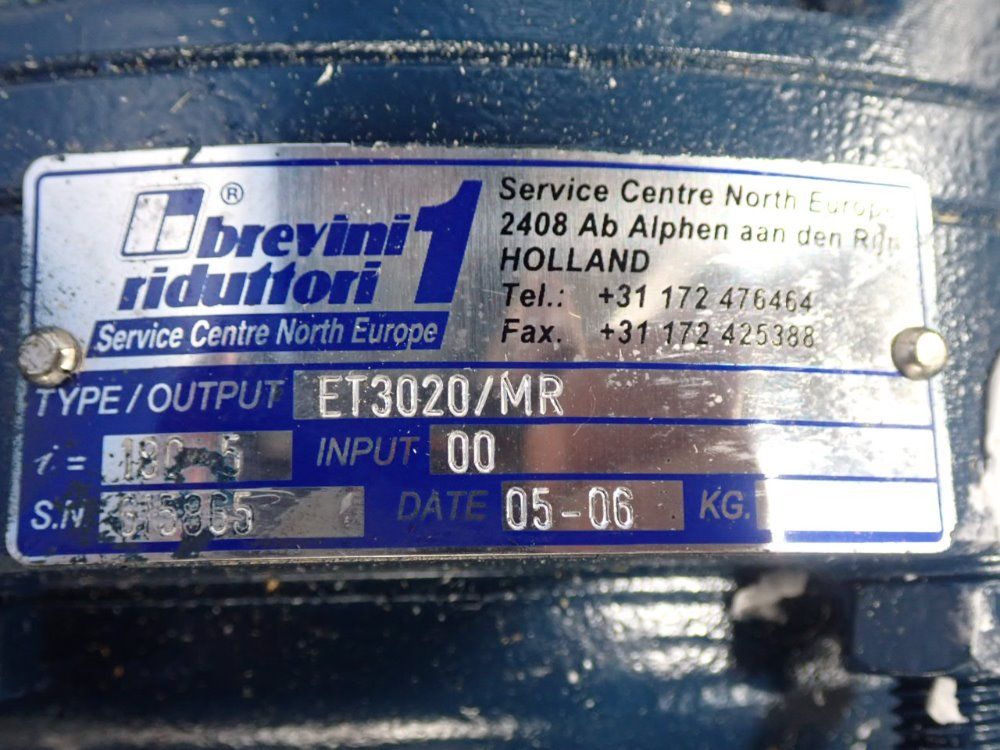 ® brevini 1
riduttori
Service Centre North Europe
Service Centre North Europe
2408 Ab Alphen aan den Rijn
HOLLAND
Tel.: +31 172 476464
Fax. +31 172 425388
TYPE/OUTPUT ET3020/MR
i = INPUT 00
S.N DATE 05-06 KG.